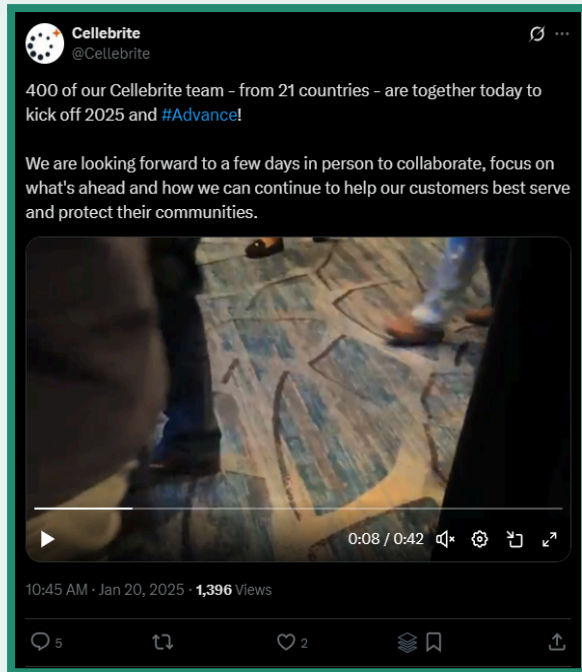 Cellebrite
@Cellebrite
400 of our Cellebrite team - from 21 countries - are together today to
kick off 2025 and #Advance!
We are looking forward to a few days in person to collaborate, focus on
what's ahead and how we can continue to help our customers best serve
and protect their communities.
0:08 / 0:42
10:45 AM · Jan 20, 2025 · 1,396 Views
5
2